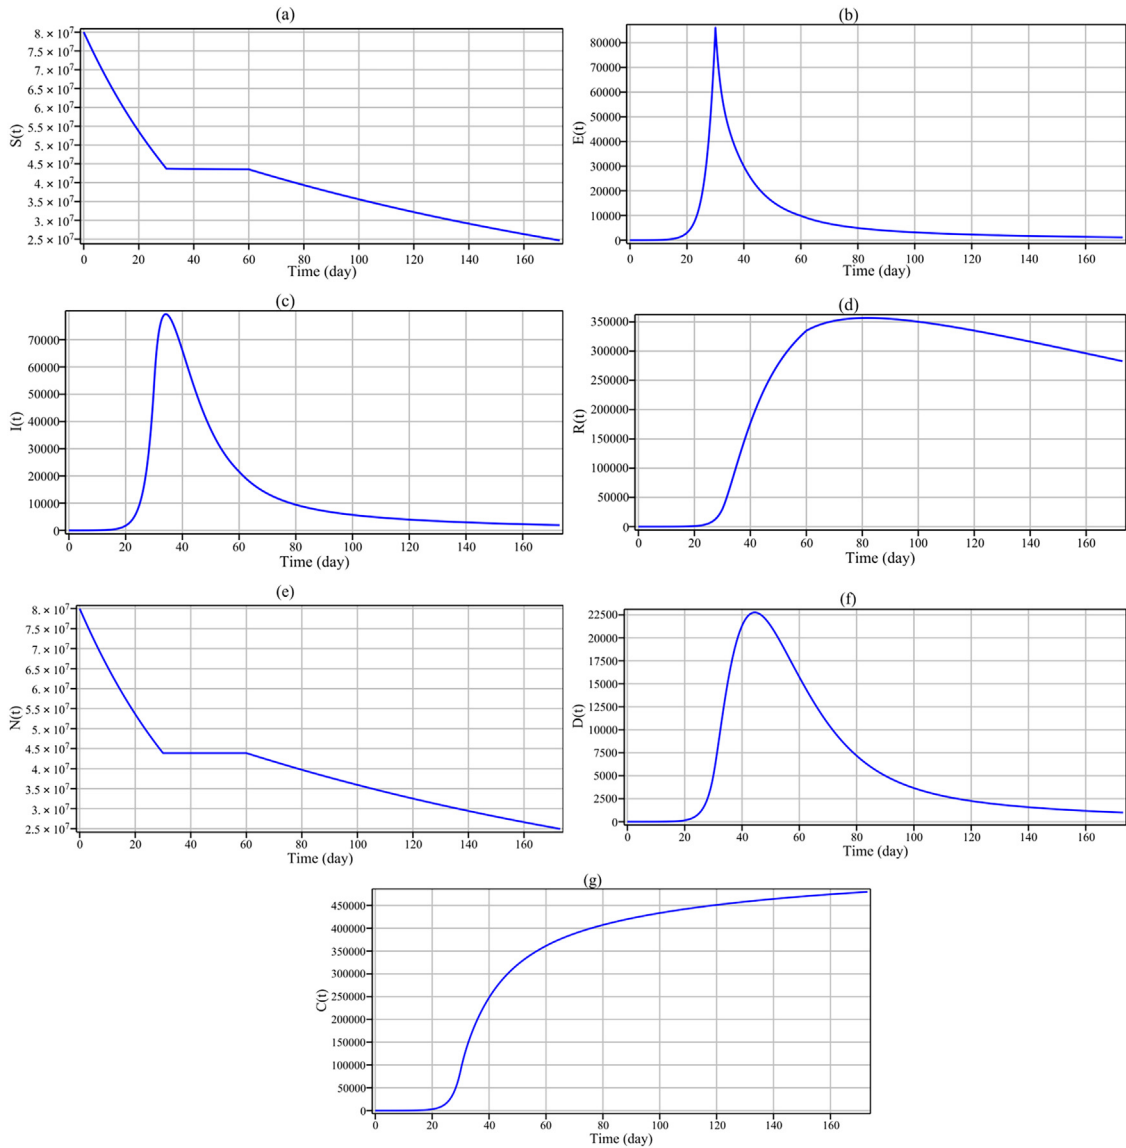 (a)
S(t)
8. × 10⁷
7.5 × 10⁷
7. × 10⁷
6.5 × 10⁷
6. × 10⁷
5.5 × 10⁷
5. × 10⁷
4.5 × 10⁷
4. × 10⁷
3.5 × 10⁷
3. × 10⁷
2.5 × 10⁷
0 20 40 60 80 100 120 140 160
Time (day)
(b)
E(t)
80000
70000
60000
50000
40000
30000
20000
10000
0
0 20 40 60 80 100 120 140 160
Time (day)
(c)
I(t)
70000
60000
50000
40000
30000
20000
10000
0
0 20 40 60 80 100 120 140 160
Time (day)
(d)
R(t)
350000
300000
250000
200000
150000
100000
50000
0
0 20 40 60 80 100 120 140 160
Time (day)
(e)
N(t)
8. × 10⁷
7.5 × 10⁷
7. × 10⁷
6.5 × 10⁷
6. × 10⁷
5.5 × 10⁷
5. × 10⁷
4.5 × 10⁷
4. × 10⁷
3.5 × 10⁷
3. × 10⁷
2.5 × 10⁷
0 20 40 60 80 100 120 140 160
Time (day)
(f)
D(t)
22500
20000
17500
15000
12500
10000
7500
5000
2500
0
0 20 40 60 80 100 120 140 160
Time (day)
(g)
C(t)
450000
400000
350000
300000
250000
200000
150000
100000
50000
0
0 20 40 60 80 100 120 140 160
Time (day)